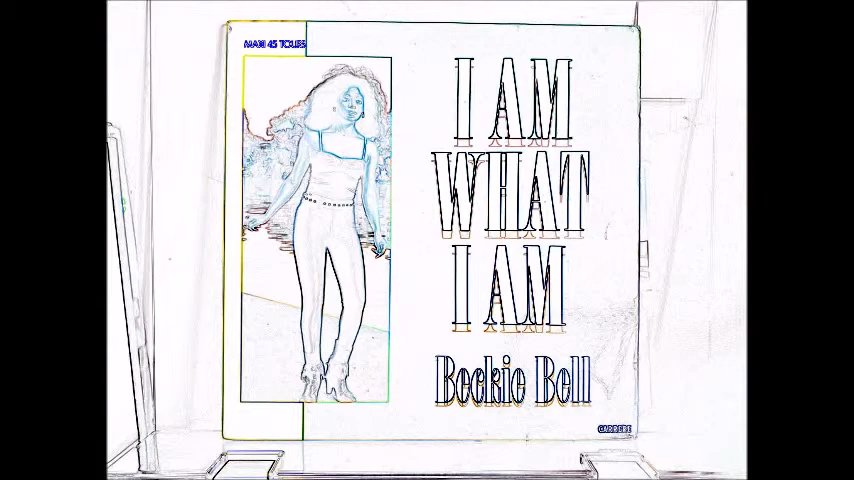 MAXI 45 TOURS
I AM
WHAT
I AM
Beckie Bell
CARRERE